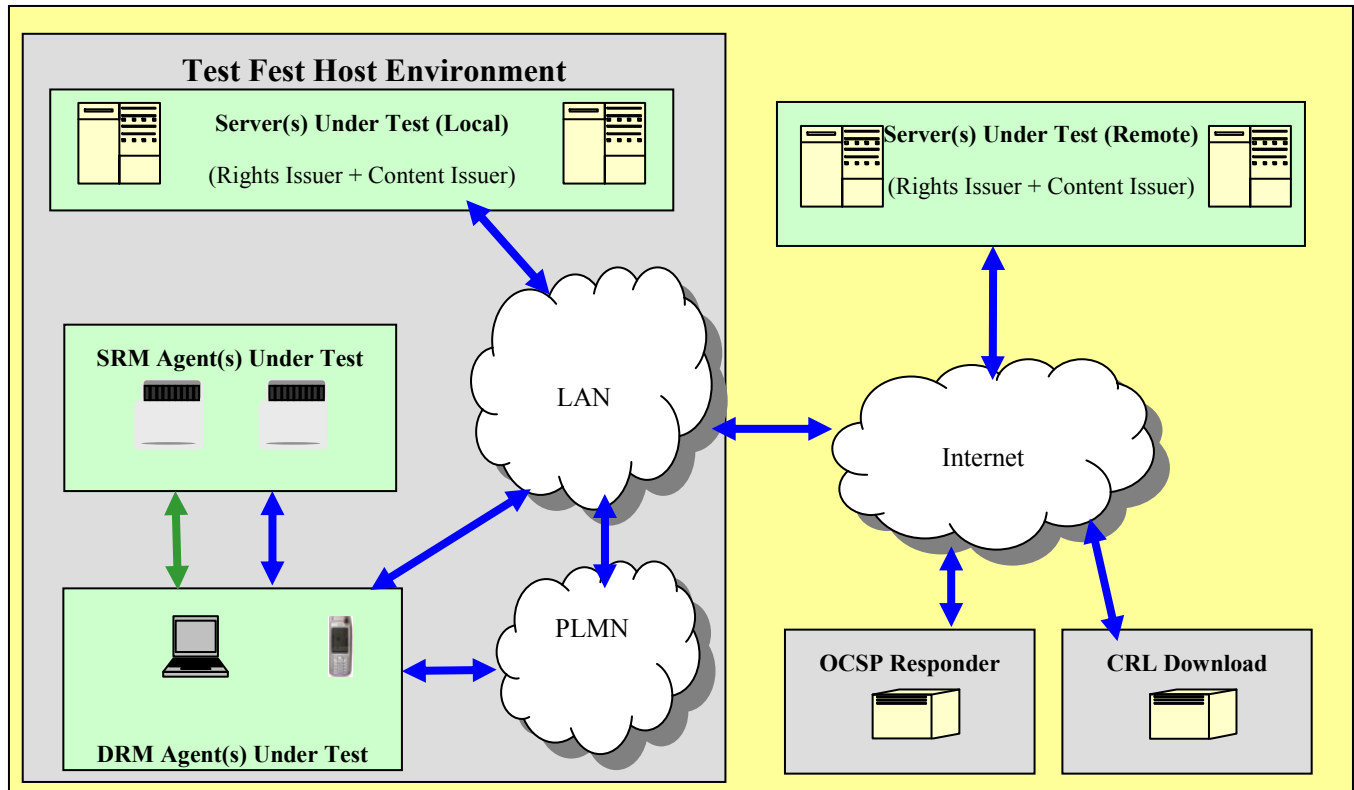 Test Fest Host Environment
Server(s) Under Test (Local)
(Rights Issuer + Content Issuer)
Server(s) Under Test (Remote)
(Rights Issuer + Content Issuer)
SRM Agent(s) Under Test
LAN
Internet
PLMN
DRM Agent(s) Under Test
OCSP Responder
CRL Download